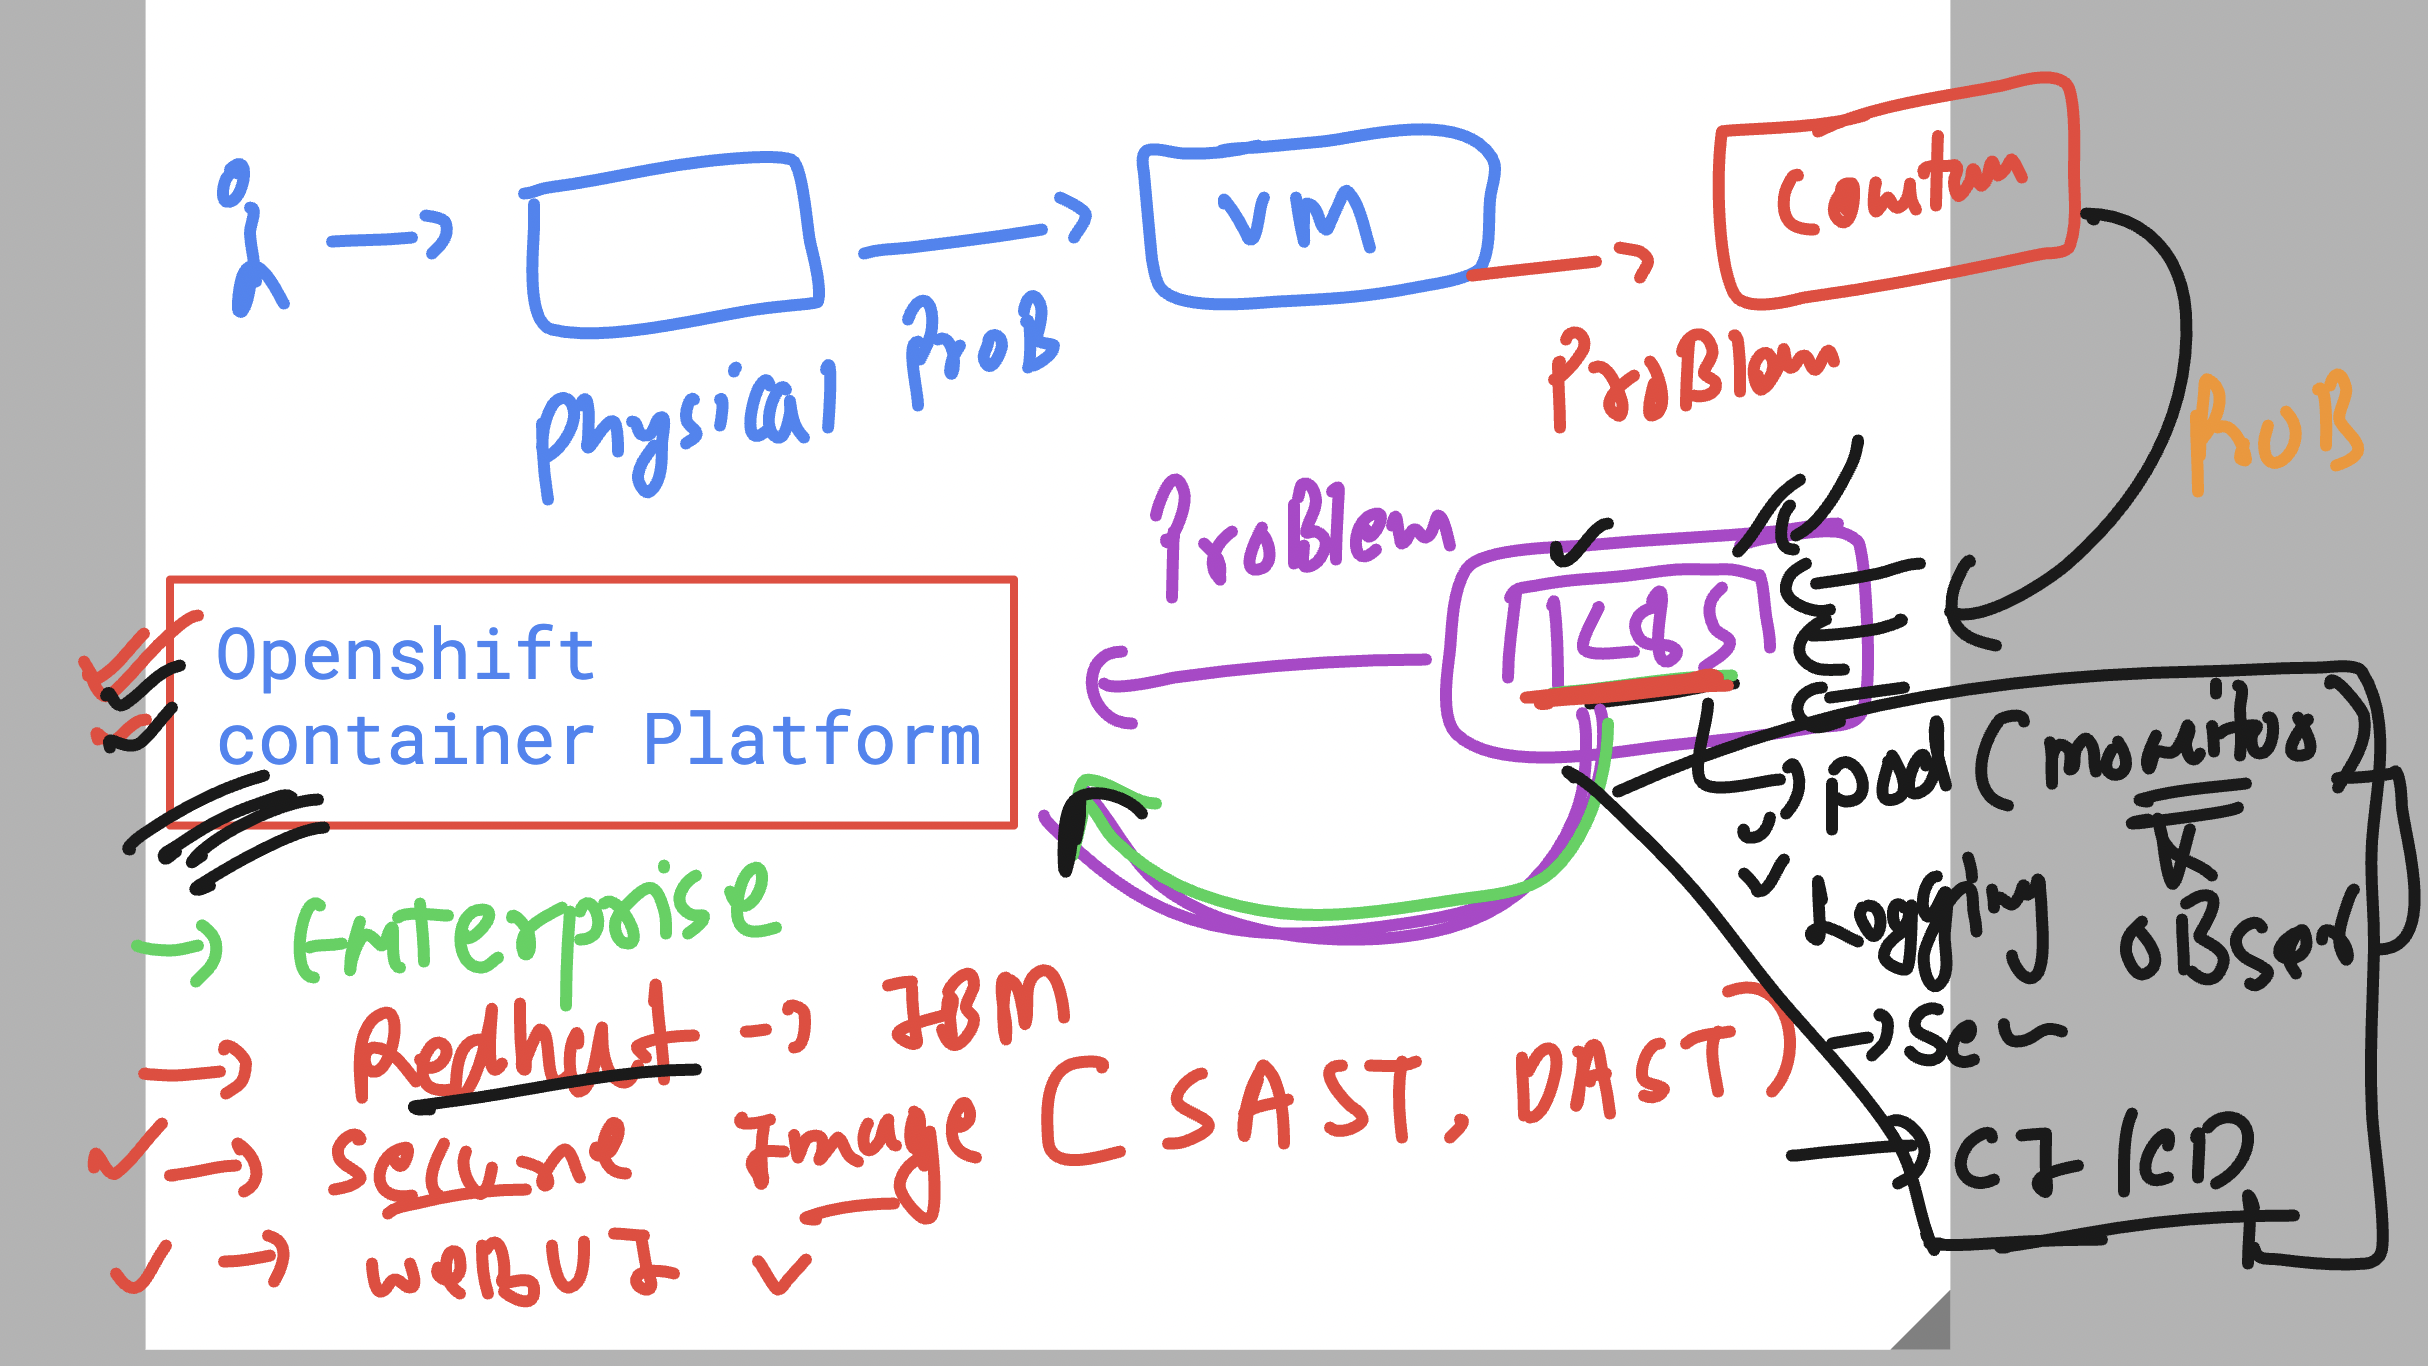 VM
Contam
physical
ProB
ProBlem
ProB
ProBlem
K8S
Openshift
container Platform
pod (monitor)
Logging
OBser
Enterprise
Redhat -> IBM
Sec
secure Image (SAST, DAST)
CI/CD
weBUI